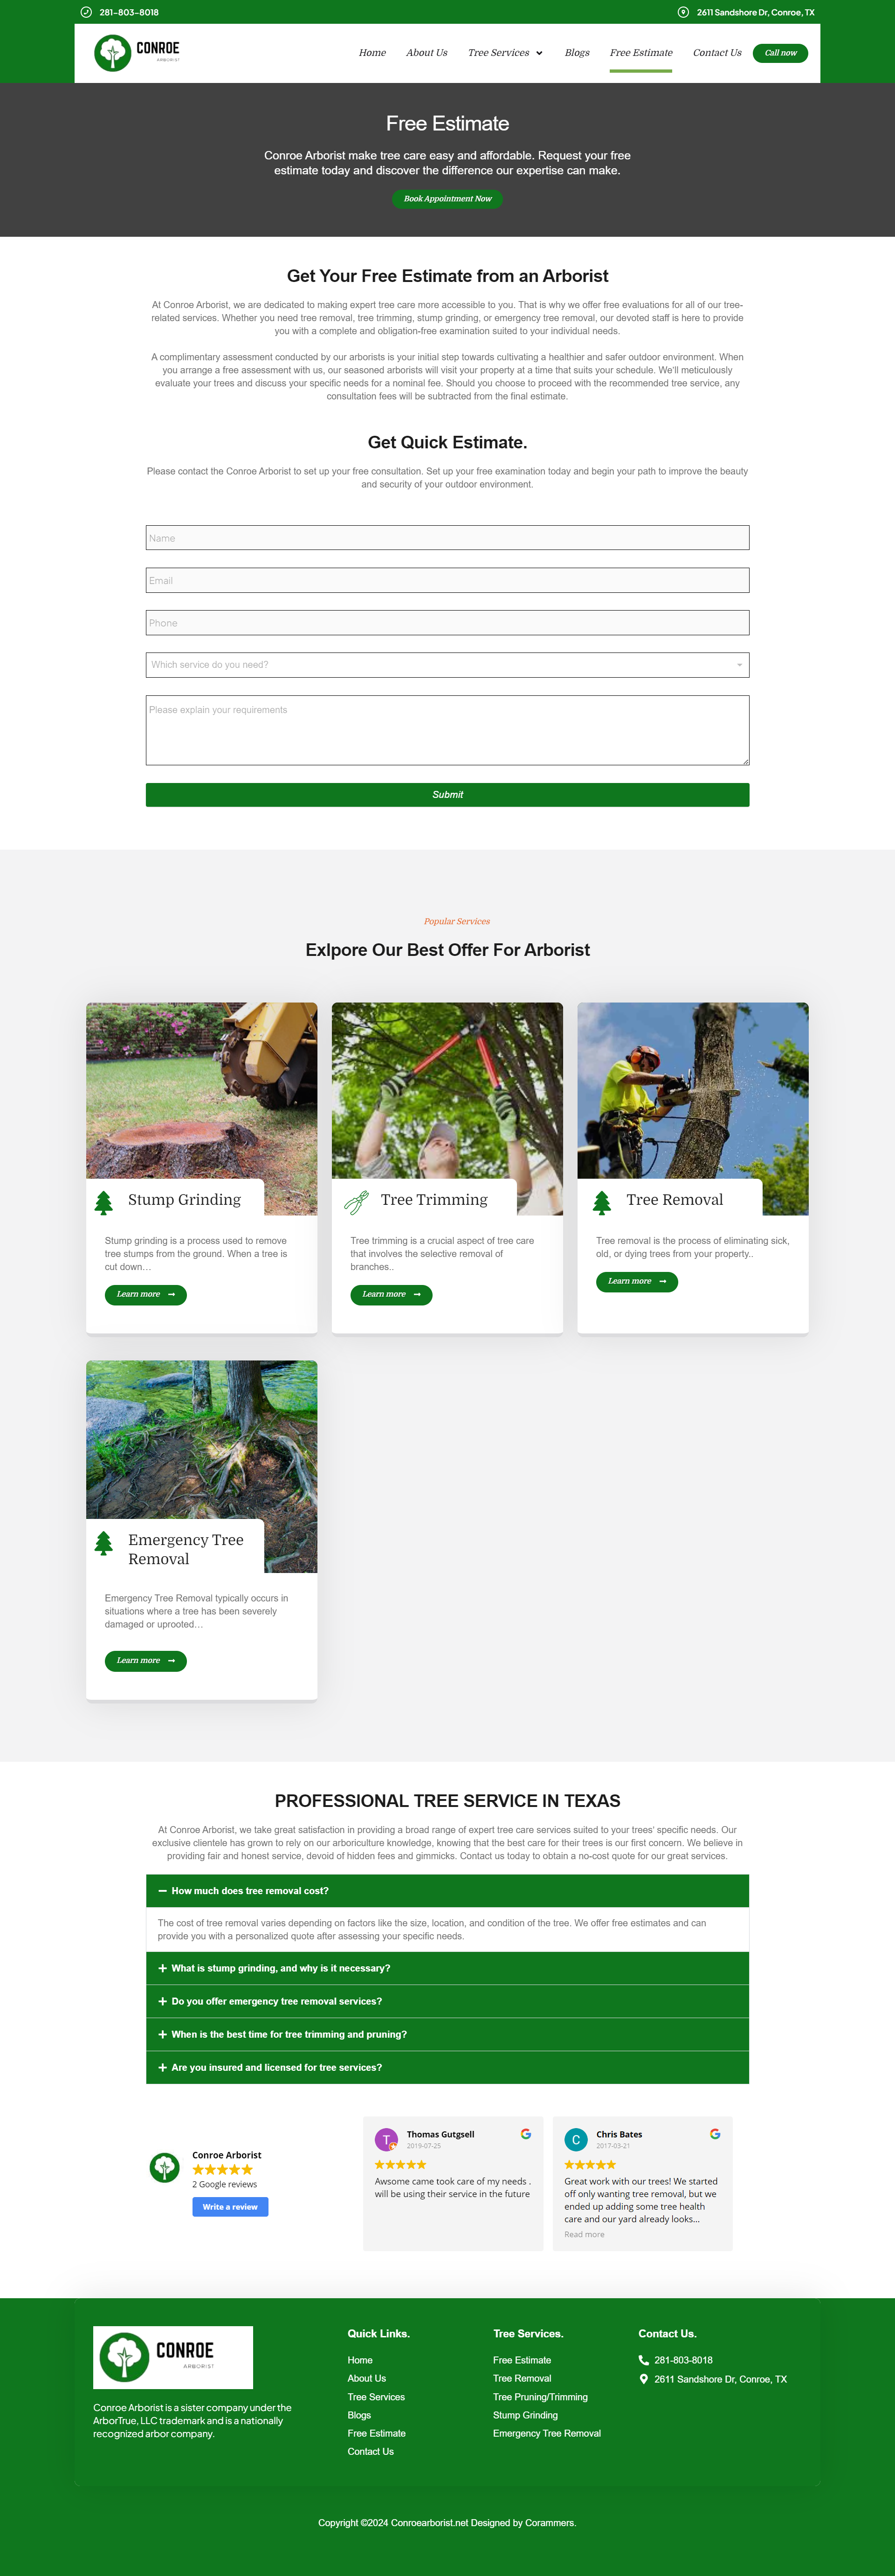 281-803-8018
2611 Sandshore Dr, Conroe, TX
CONROE
ARBORIST
Home
About Us
Tree Services
Blogs
Free Estimate
Contact Us
Call now
Free Estimate
Conroe Arborist make tree care easy and affordable. Request your free
estimate today and discover the difference our expertise can make.
Book Appointment Now
Get Your Free Estimate from an Arborist
At Conroe Arborist, we are dedicated to making expert tree care more accessible to you. That is why we offer free evaluations for all of our tree-
related services. Whether you need tree removal, tree trimming, stump grinding, or emergency tree removal, our devoted staff is here to provide
you with a complete and obligation-free examination suited to your individual needs.
A complimentary assessment conducted by our arborists is your initial step towards cultivating a healthier and safer outdoor environment. When
you arrange a free assessment with us, our seasoned arborists will visit your property at a time that suits your schedule. We'll meticulously
evaluate your trees and discuss your specific needs for a nominal fee. Should you choose to proceed with the recommended tree service, any
consultation fees will be subtracted from the final estimate.
Get Quick Estimate.
Please contact the Conroe Arborist to set up your free consultation. Set up your free examination today and begin your path to improve the beauty
and security of your outdoor environment.
Name
Email
Phone
Which service do you need?
Please explain your requirements
Submit
Popular Services
Exlpore Our Best Offer For Arborist
Stump Grinding
Stump grinding is a process used to remove
tree stumps from the ground. When a tree is
cut down...
Learn more
Tree Trimming
Tree trimming is a crucial aspect of tree care
that involves the selective removal of
branches..
Learn more
Tree Removal
Tree removal is the process of eliminating sick,
old, or dying trees from your property..
Learn more
Emergency Tree
Removal
Emergency Tree Removal typically occurs in
situations where a tree has been severely
damaged or uprooted...
Learn more
PROFESSIONAL TREE SERVICE IN TEXAS
At Conroe Arborist, we take great satisfaction in providing a broad range of expert tree care services suited to your trees' specific needs. Our
exclusive clientele has grown to rely on our arboriculture knowledge, knowing that the best care for their trees is our first concern. We believe in
providing fair and honest service, devoid of hidden fees and gimmicks. Contact us today to obtain a no-cost quote for our great services.
How much does tree removal cost?
The cost of tree removal varies depending on factors like the size, location, and condition of the tree. We offer free estimates and can
provide you with a personalized quote after assessing your specific needs.
What is stump grinding, and why is it necessary?
Do you offer emergency tree removal services?
When is the best time for tree trimming and pruning?
Are you insured and licensed for tree services?
Conroe Arborist
2 Google reviews
Write a review
T
Thomas Gutgsell
2019-07-25
Awsome came took care of my needs .
will be using their service in the future
C
Chris Bates
2017-03-21
Great work with our trees! We started
off only wanting tree removal, but we
ended up adding some tree health
care and our yard already looks...
Read more
CONROE
ARBORIST
Conroe Arborist is a sister company under the
ArborTrue, LLC trademark and is a nationally
recognized arbor company.
Quick Links.
Home
About Us
Tree Services
Blogs
Free Estimate
Contact Us
Tree Services.
Free Estimate
Tree Removal
Tree Pruning/Trimming
Stump Grinding
Emergency Tree Removal
Contact Us.
281-803-8018
2611 Sandshore Dr, Conroe, TX
Copyright ©2024 Conroearborist.net Designed by Corammers.